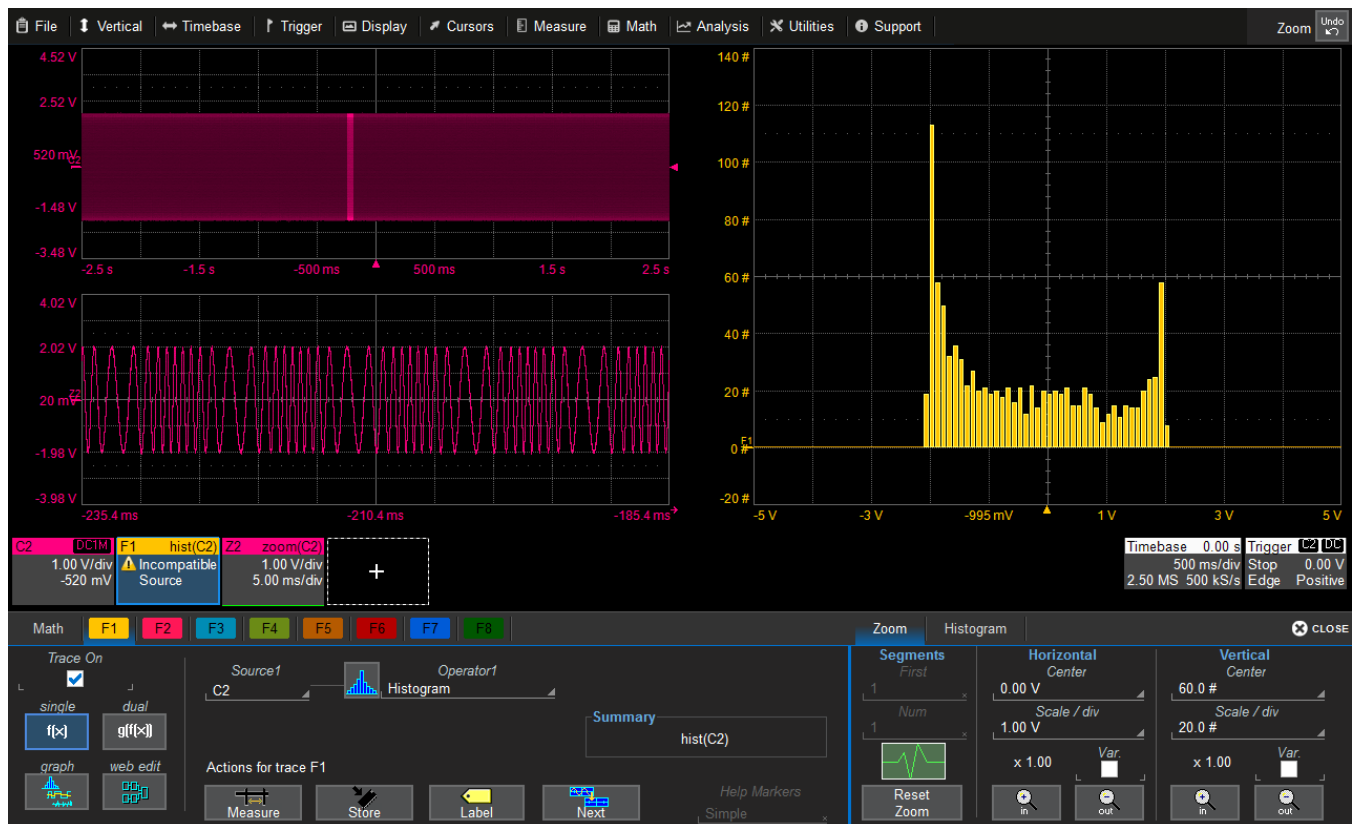 File Vertical Timebase Trigger Display Cursors Measure Math Analysis Utilities Support Zoom Undo
4.52 V
2.52 V
520 mV
C2
-1.48 V
-3.48 V
-2.5 s -1.5 s -500 ms 500 ms 1.5 s 2.5 s
4.02 V
2.02 V
20 mV
Z2
-1.98 V
-3.98 V
-235.4 ms -210.4 ms -185.4 ms
140 #
120 #
100 #
80 #
60 #
40 #
20 #
F1
0 #
-20 #
-5 V -3 V -995 mV 1 V 3 V 5 V
C2 DC1M
1.00 V/div
-520 mV
F1 hist(C2)
Incompatible
Source
Z2 zoom(C2)
1.00 V/div
5.00 ms/div
+
Timebase 0.00 s
500 ms/div
2.50 MS 500 kS/s
Trigger C2 DC
Stop 0.00 V
Edge Positive
Math F1 F2 F3 F4 F5 F6 F7 F8
Zoom Histogram CLOSE
Trace On
single dual
f(x) g(f(x))
graph web edit
Source1
C2
Operator1
Histogram
Summary
hist(C2)
Actions for trace F1
Measure Store Label Next
Help Markers
Simple
Segments
First
1
Num
1
Reset
Zoom
Horizontal
Center
0.00 V
Scale / div
1.00 V
x 1.00 Var.
in out
Vertical
Center
60.0 #
Scale / div
20.0 #
x 1.00 Var.
in out